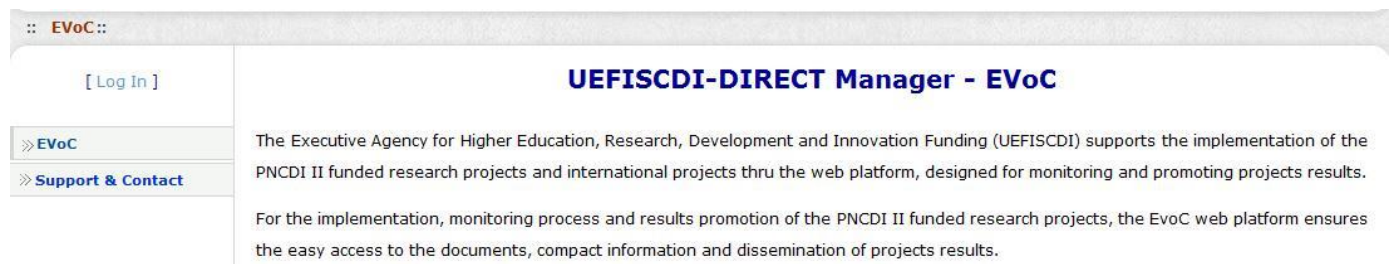 :: EVoC ::
[ Log In ]
UEFISCDI-DIRECT Manager - EVoC
» EVoC
» Support & Contact
The Executive Agency for Higher Education, Research, Development and Innovation Funding (UEFISCDI) supports the implementation of the
PNCDI II funded research projects and international projects thru the web platform, designed for monitoring and promoting projects results.
For the implementation, monitoring process and results promotion of the PNCDI II funded research projects, the EvoC web platform ensures
the easy access to the documents, compact information and dissemination of projects results.